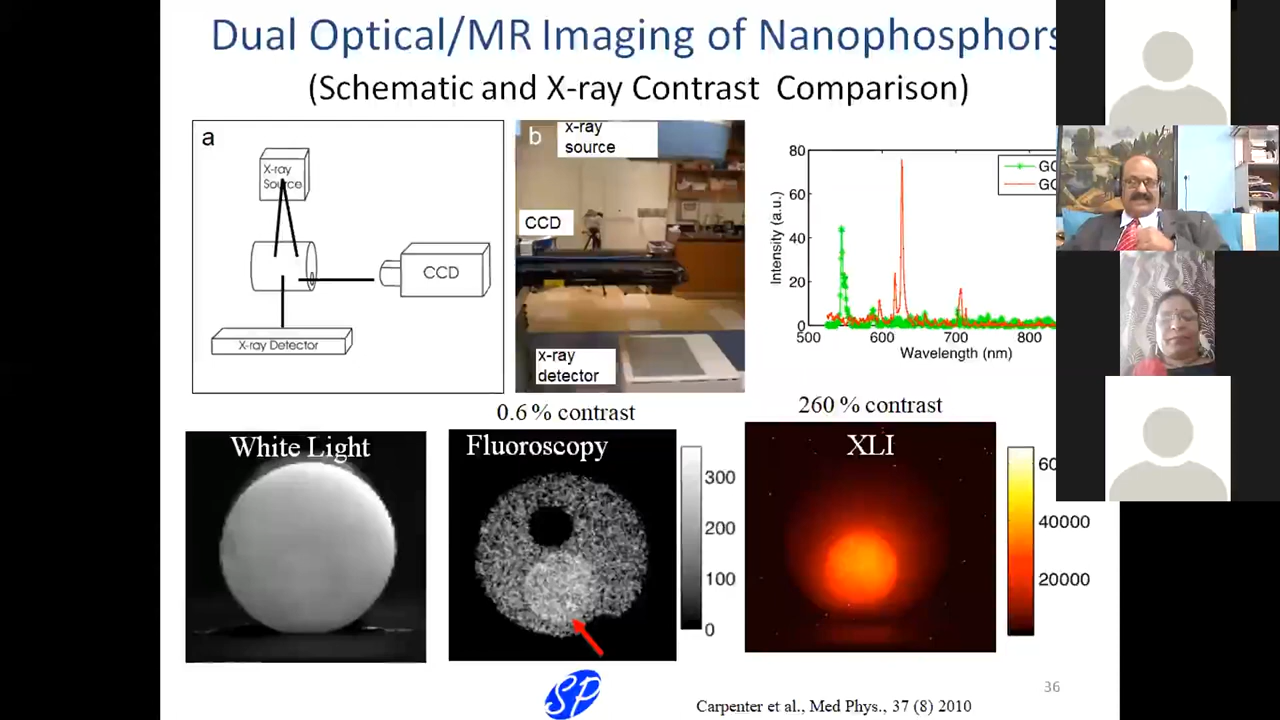 Dual Optical/MR Imaging of Nanophosphors
(Schematic and X-ray Contrast Comparison)
a
X-ray
Source
CCD
X-ray Detector
b
x-ray
source
CCD
x-ray
detector
80
60
40
20
0
Intensity (a.u.)
500
600
700
Wavelength (nm)
0.6 % contrast
260 % contrast
White Light
Fluoroscopy
300
200
100
0
XLI
40000
20000
SP
36
Carpenter et al., Med Phys., 37 (8) 2010